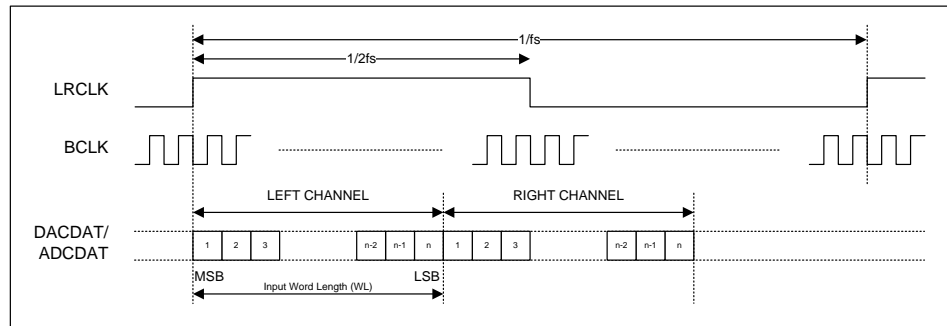 1/fs
1/2fs
LRCLK
BCLK
LEFT CHANNEL RIGHT CHANNEL
DACDAT/
ADCDAT
1 2 3 n-2 n-1 n 1 2 3 n-2 n-1 n
MSB LSB
Input Word Length (WL)